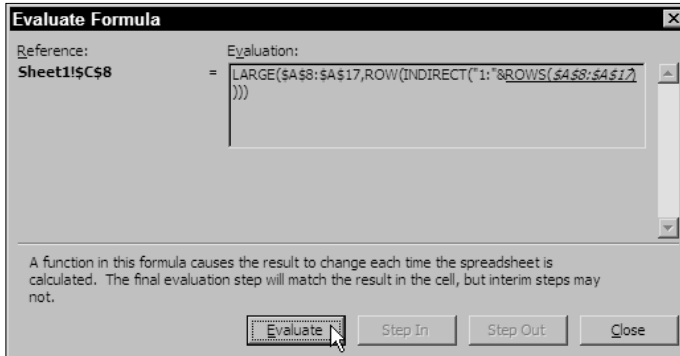 Evaluate Formula
Reference:
Evaluation:
Sheet1!$C$8
=
LARGE($A$8:$A$17,ROW(INDIRECT("1:"&ROWS($A$8:$A$17)
)))
A function in this formula causes the result to change each time the spreadsheet is
calculated. The final evaluation step will match the result in the cell, but interim steps may
not.
Evaluate
Step In
Step Out
Close